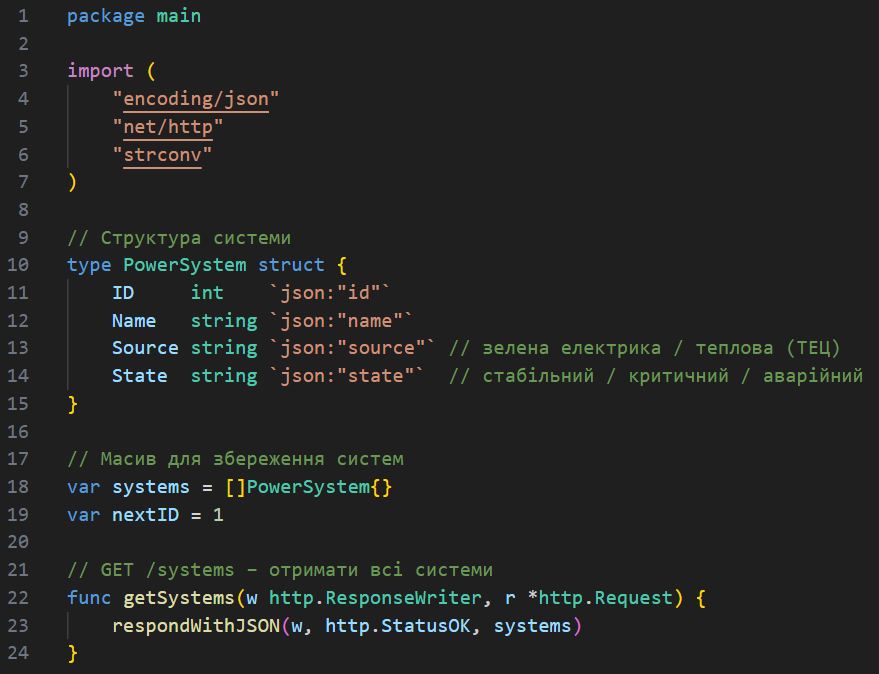 1 package main
2
3 import (
4     "encoding/json"
5     "net/http"
6     "strconv"
7 )
8
9 // Структура системи
10 type PowerSystem struct {
11     ID     int    `json:"id"`
12     Name   string `json:"name"`
13     Source string `json:"source"` // зелена електрика / теплова (ТЕЦ)
14     State  string `json:"state"`  // стабільний / критичний / аварійний
15 }
16
17 // Масив для збереження систем
18 var systems = []PowerSystem{}
19 var nextID = 1
20
21 // GET /systems – отримати всі системи
22 func getSystems(w http.ResponseWriter, r *http.Request) {
23     respondWithJSON(w, http.StatusOK, systems)
24 }